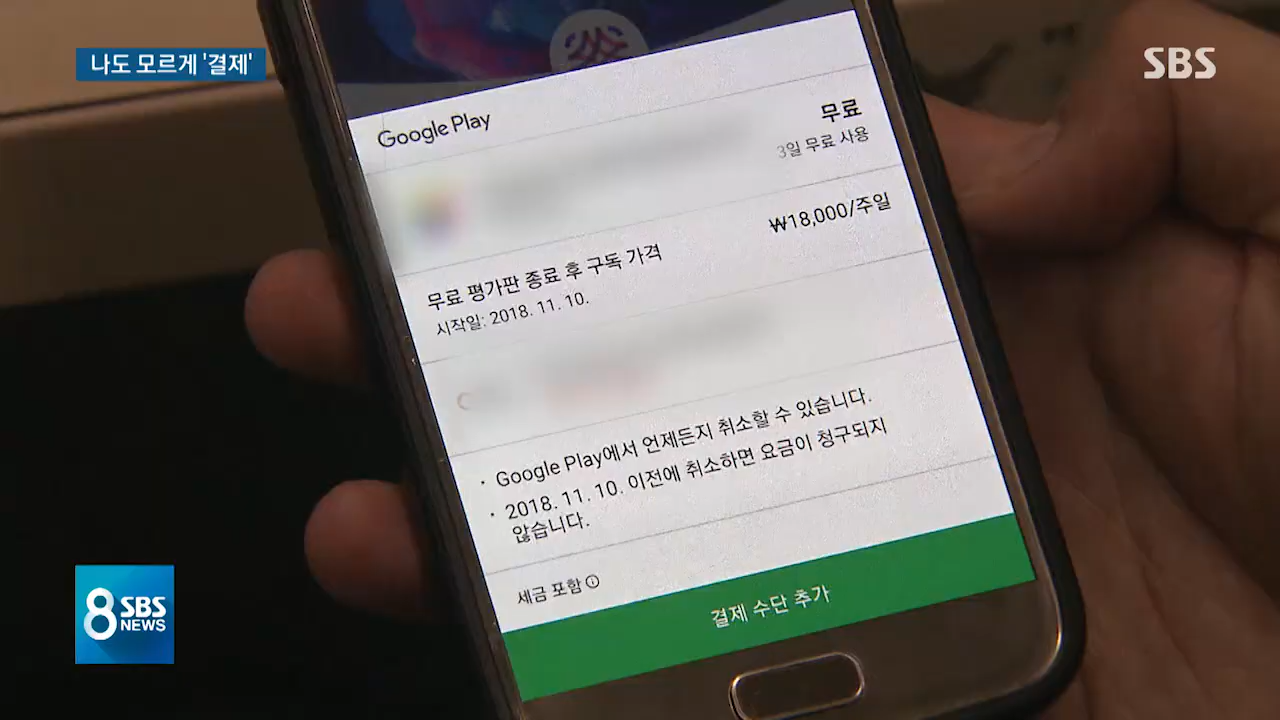 나도 모르게 '결제'
SBS
Google Play
무료
3일 무료 사용
₩18,000/주일
무료 평가판 종료 후 구독 가격
시작일: 2018. 11. 10.
· Google Play에서 언제든지 취소할 수 있습니다.
· 2018. 11. 10. 이전에 취소하면 요금이 청구되지
않습니다.
세금 포함
결제 수단 추가
8 SBS
NEWS